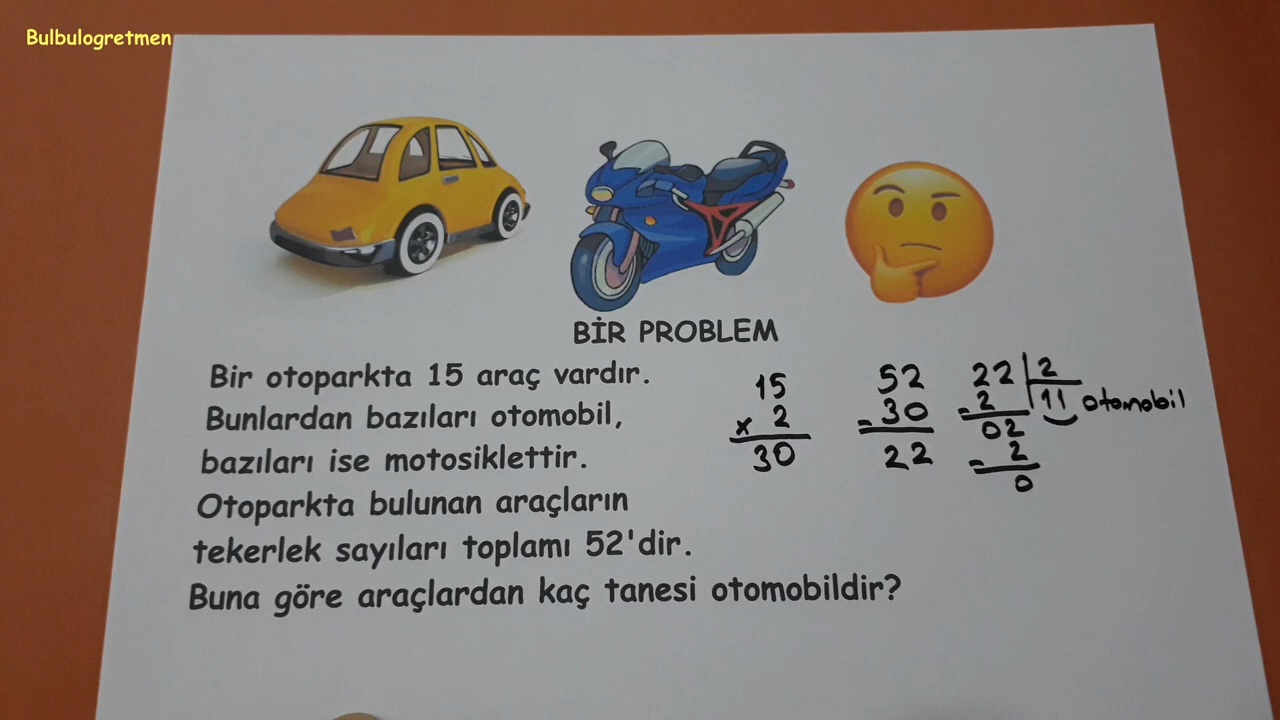 Bulbulogretmen
BİR PROBLEM
Bir otoparkta 15 araç vardır.
Bunlardan bazıları otomobil,
bazıları ise motosiklettir.
Otoparkta bulunan araçların
tekerlek sayıları toplamı 52'dir.
Buna göre araçlardan kaç tanesi otomobildir?
15
x 2
30
52
- 30
22
22 | 2
- 2 11 otomobil
02
- 2
0